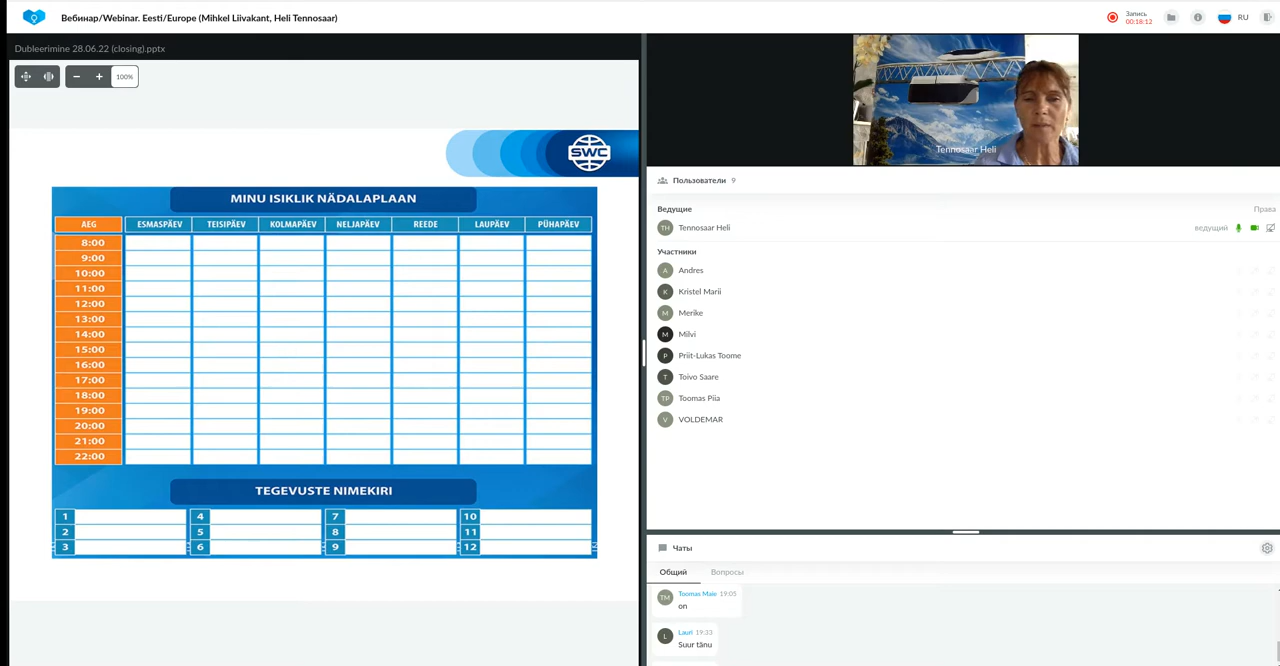 Вебинар/Webinar. Eesti/Europe (Mihkel Liivakant, Heli Tennosaar)
Запись
00:18:12
RU
Dubleerimine 28.06.22 (closing).pptx
100%
SWC
MINU ISIKLIK NÄDALAPLAAN
AEG ESMASPÄEV TEISIPÄEV KOLMAPÄEV NELJAPÄEV REEDE LAUPÄEV PÜHAPÄEV
8:00
9:00
10:00
11:00
12:00
13:00
14:00
15:00
16:00
17:00
18:00
19:00
20:00
21:00
22:00
TEGEVUSTE NIMEKIRI
1 4 7 10
2 5 8 11
3 6 9 12
Tennosaar Heli
Пользователи 9
Ведущие Права
TH Tennosaar Heli ведущий
Участники
A Andres
K Kristel Marii
M Merike
M Milvi
P Priit-Lukas Toome
T Toivo Saare
TP Toomas Piia
V VOLDEMAR
Чаты
Общий Вопросы
TM Toomas Maie 19:05
on
L Lauri 19:33
Suur tänu